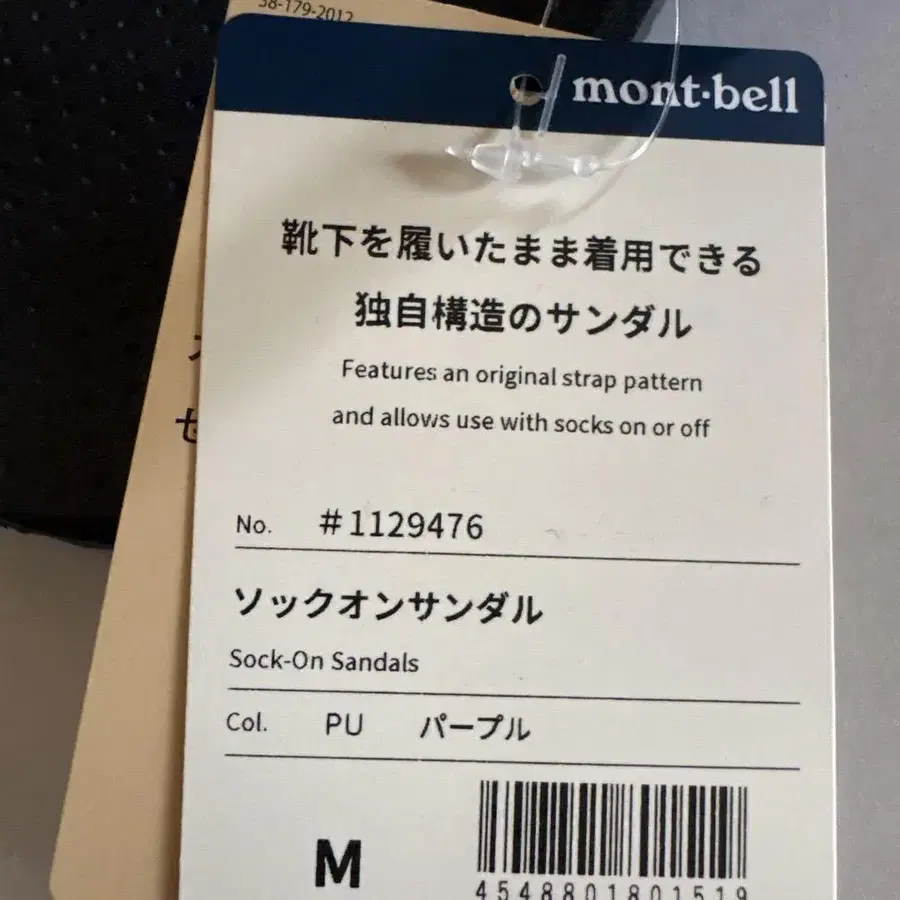 58-179-2012
mont·bell
靴下を履いたまま着用できる
独自構造のサンダル
Features an original strap pattern
and allows use with socks on or off
No. #1129476
ソックオンサンダル
Sock-On Sandals
Col. PU パープル
M
4548801801519